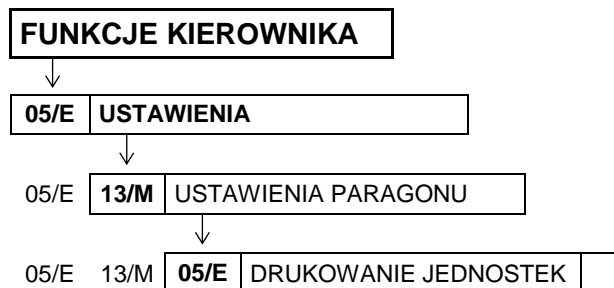 FUNKCJE KIEROWNIKA
05/E USTAWIENIA
05/E 13/M USTAWIENIA PARAGONU
05/E 13/M 05/E DRUKOWANIE JEDNOSTEK